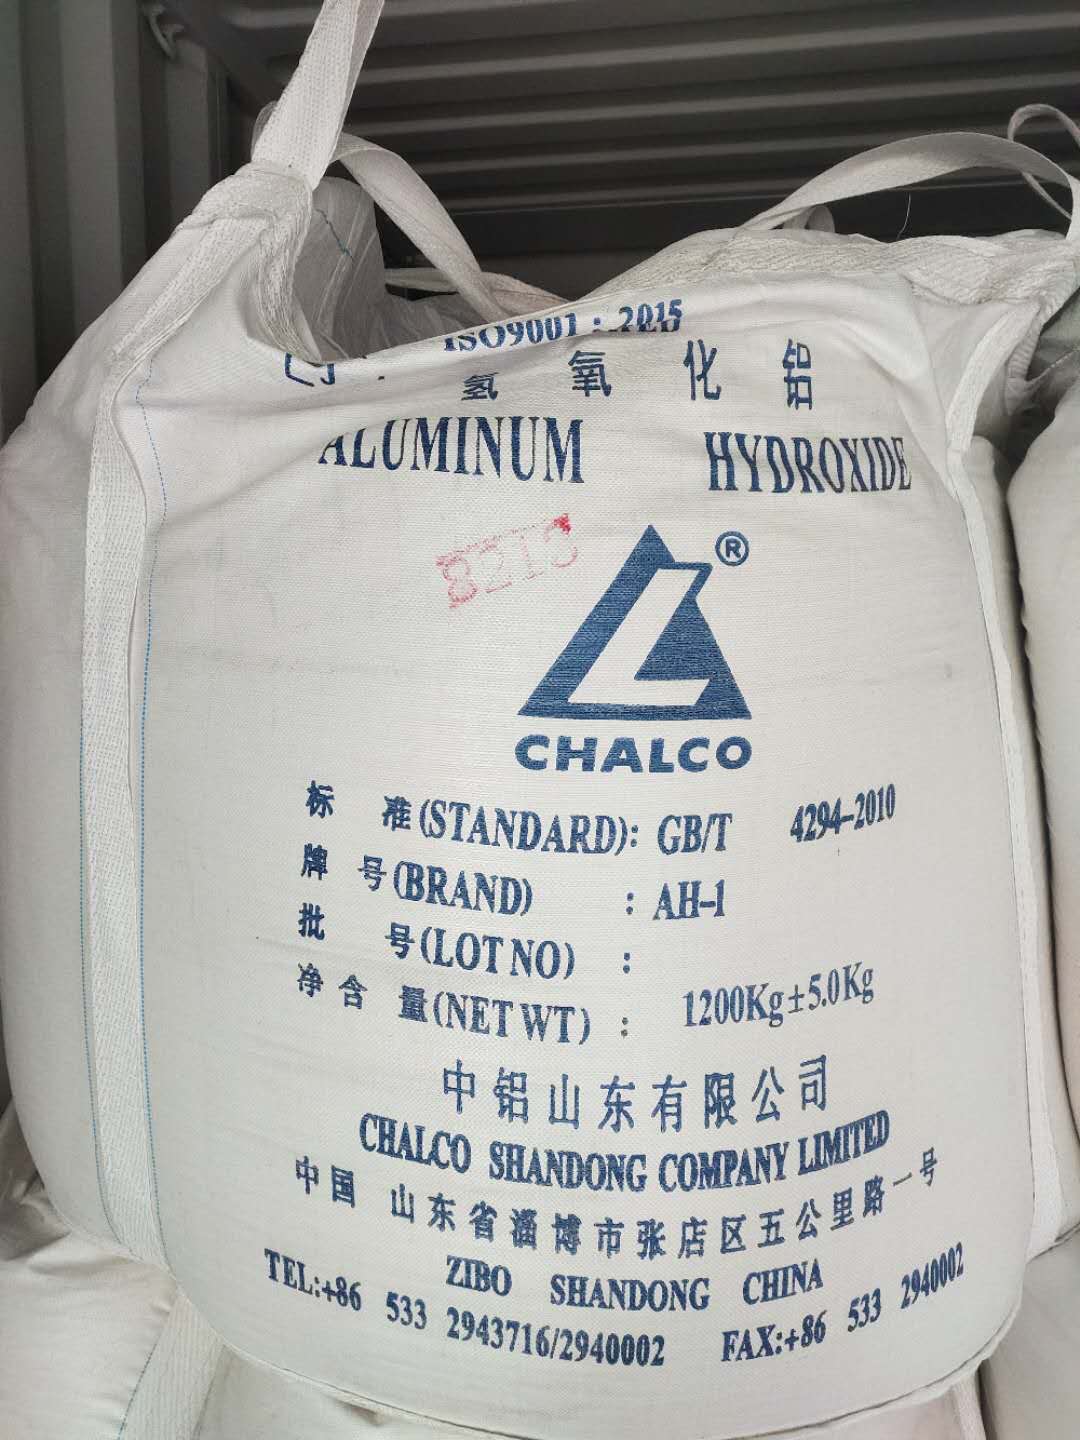 ISO9001：2015
氢 氧 化 铝
ALUMINUM HYDROXIDE
®
CHALCO
标 准(STANDARD): GB/T 4294-2010
牌 号(BRAND) : AH-1
批 号(LOT NO) :
净 含 量(NET WT) : 1200Kg±5.0Kg
中铝山东有限公司
CHALCO SHANDONG COMPANY LIMITED
中国 山东省淄博市张店区五公里路一号
ZIBO SHANDONG CHINA
TEL:+86 533 2943716/2940002 FAX:+86 533 2940002